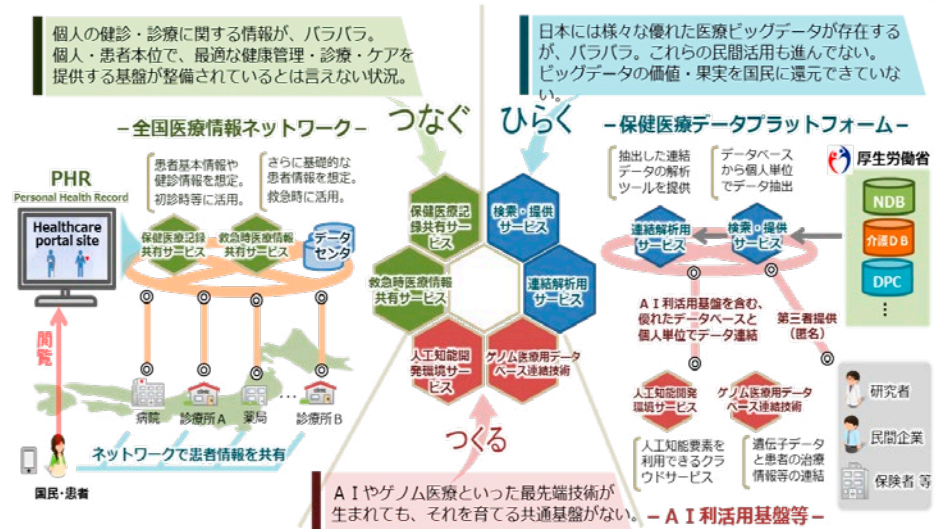 個人の健診・診療に関する情報が、バラバラ。
個人・患者本位で、最適な健康管理・診療・ケアを
提供する基盤が整備されているとは言えない状況。
日本には様々な優れた医療ビッグデータが存在する
が、バラバラ。これらの民間活用も進んでない。
ビッグデータの価値・果実を国民に還元できていな
い。
つなぐ
ひらく
－全国医療情報ネットワーク－
PHR
Personal Health Record
Healthcare
portal site
患者基本情報や
健診情報を想定。
初診時等に活用。
さらに基礎的な
患者情報を想定。
救急時に活用。
保健医療記録
共有サービス
救急時医療情報
共有サービス
データ
センタ
閲覧
病院
診療所A
薬局
…
診療所B
ネットワークで患者情報を共有
国民・患者
保健医療記
録共有サー
ビス
検索・提供
サービス
救急時医療情報
共有サービス
連結解析用
サービス
人工知能開
発環境サー
ビス
ゲノム医療用データ
ベース連結技術
つくる
ＡＩやゲノム医療といった最先端技術が
生まれても、それを育てる共通基盤がない。
－保健医療データプラットフォーム－
抽出した連結
データの解析
ツールを提供
データベース
から個人単位
でデータ抽出
厚生労働省
NDB
介護ＤＢ
DPC
⋮
連結解析用
サービス
検索・提供
サービス
ＡＩ利活用基盤を含む、
優れたデータベースと
個人単位でデータ連結
第三者提供
（匿名）
人工知能開発
環境サービス
ゲノム医療用データ
ベース連結技術
人工知能要素を
利用できるクラ
ウドサービス
遺伝子データ
と患者の治療
情報等の連結
研究者
民間企業
保険者 等
－ＡＩ利活用基盤等－